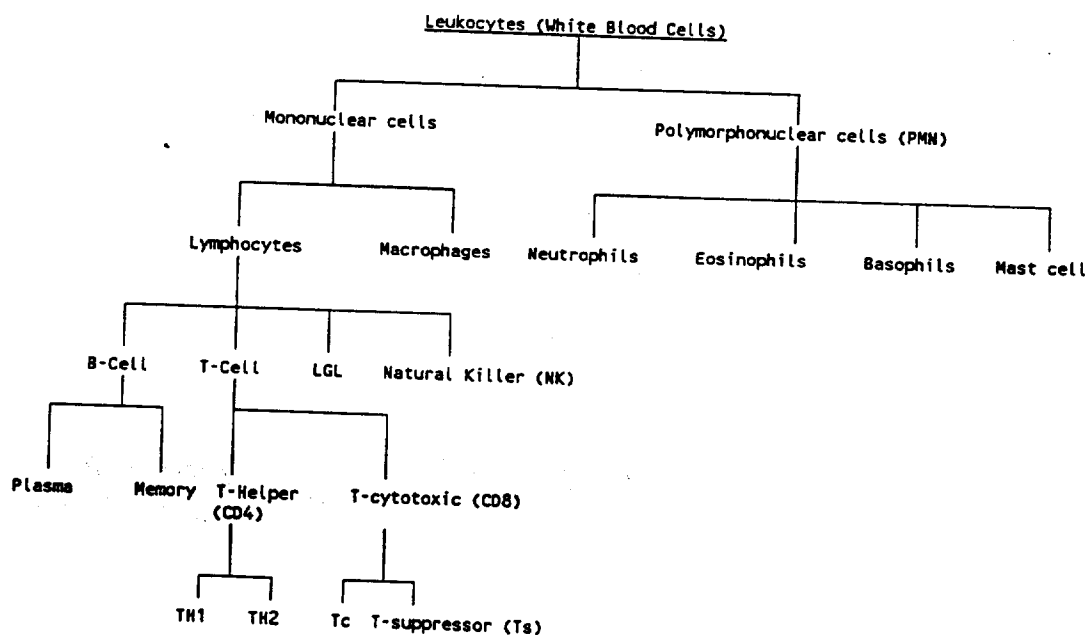 Leukocytes (White Blood Cells)
Mononuclear cells
Polymorphonuclear cells (PMN)
Lymphocytes
Macrophages
Neutrophils
Eosinophils
Basophils
Mast cell
B-Cell
T-Cell
LGL
Natural Killer (NK)
Plasma
Memory
T-Helper
(CD4)
T-cytotoxic (CD8)
TH1
TH2
Tc
T-suppressor (Ts)